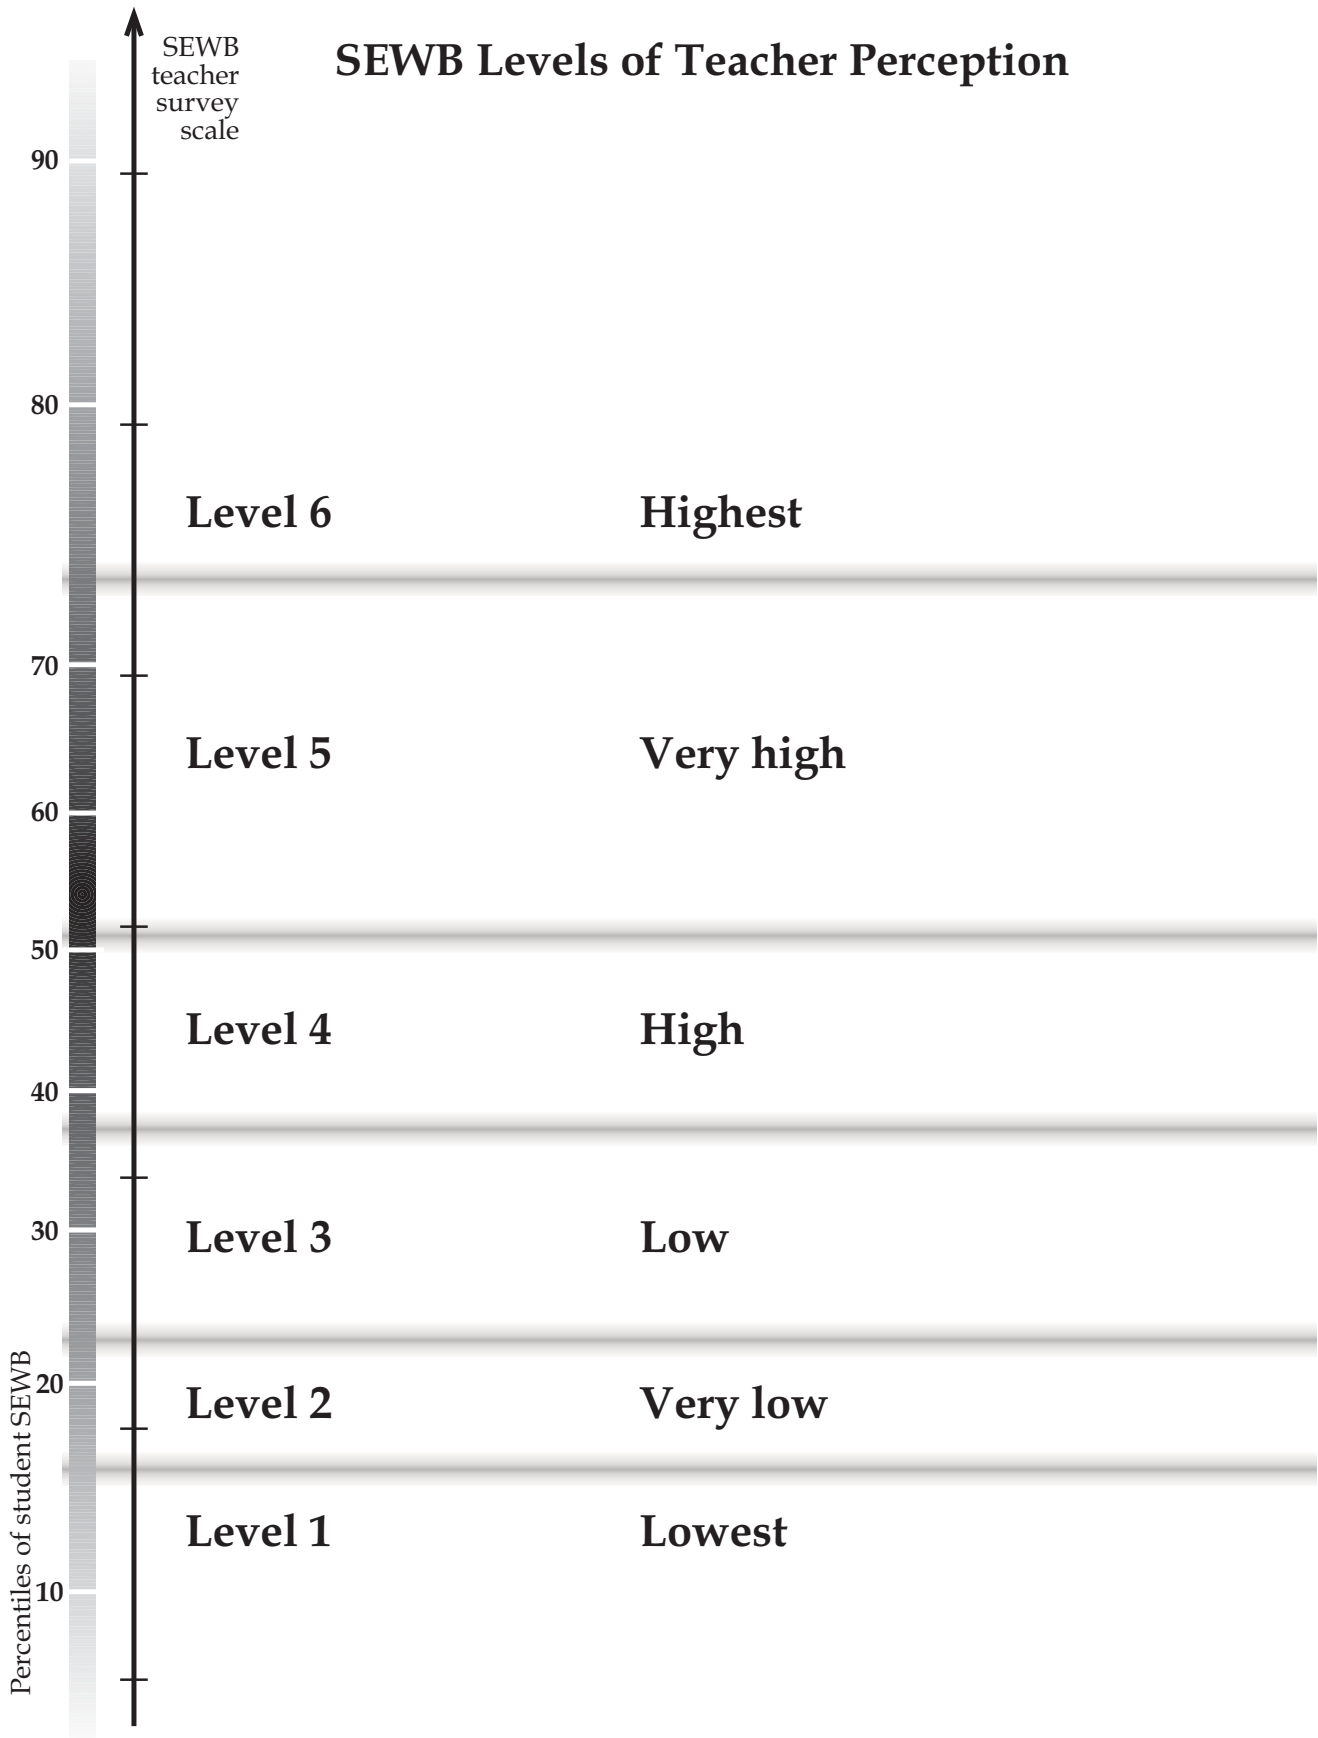 SEWB
teacher
survey
scale
SEWB Levels of Teacher Perception
90
80
Level 6 Highest
70
Level 5 Very high
60
50
Level 4 High
40
30
Level 3 Low
20
Level 2 Very low
Level 1 Lowest
10
Percentiles of student SEWB